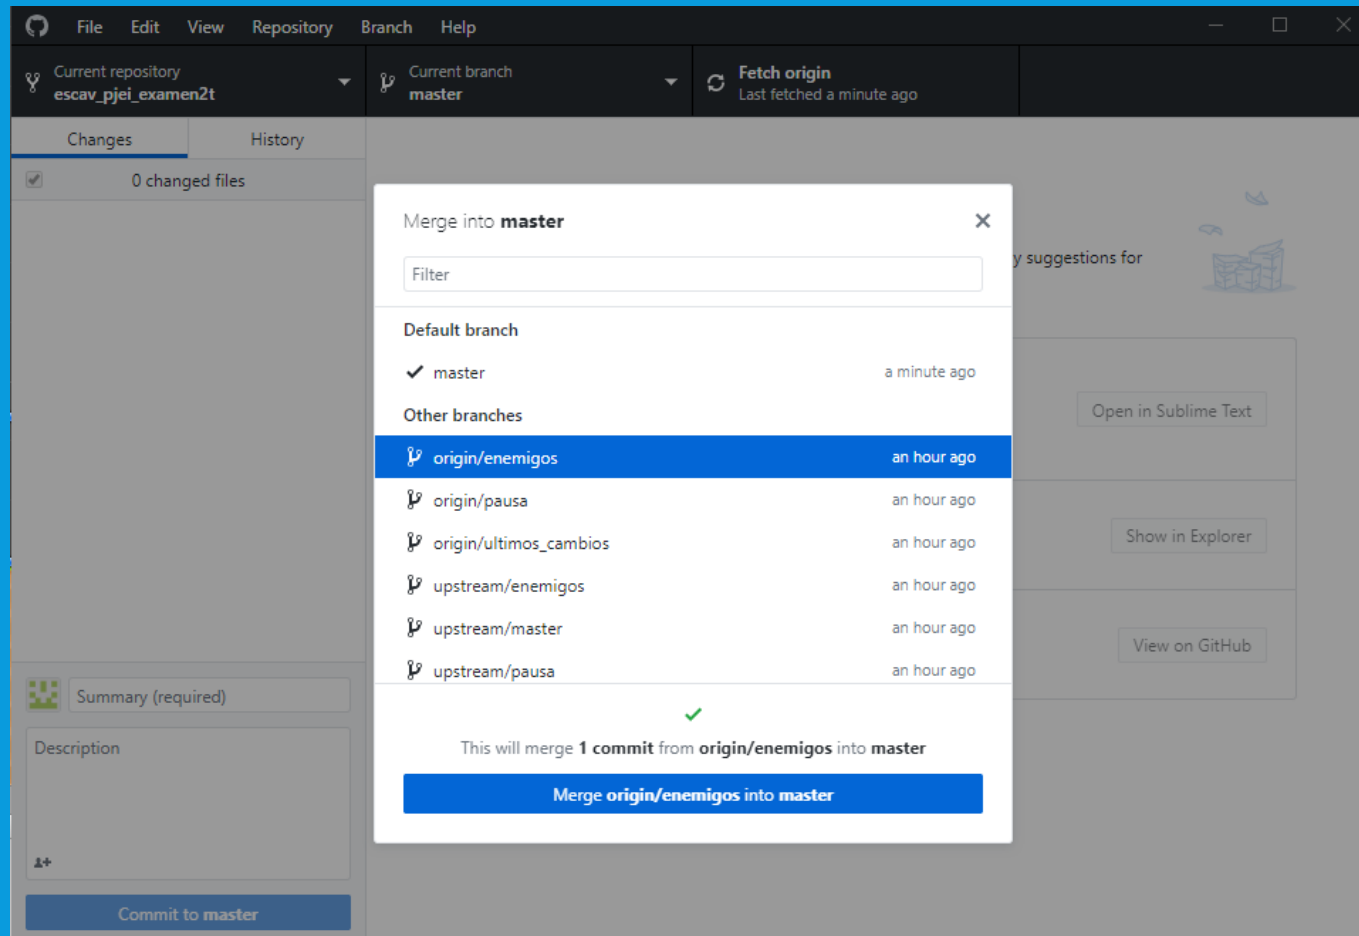 File Edit View Repository Branch Help
Current repository
escav_pjei_examen2t
Current branch
master
Fetch origin
Last fetched a minute ago
Changes History
0 changed files
y suggestions for
Open in Sublime Text
Show in Explorer
View on GitHub
Merge into master
Filter
Default branch
master a minute ago
Other branches
origin/enemigos an hour ago
origin/pausa an hour ago
origin/ultimos_cambios an hour ago
upstream/enemigos an hour ago
upstream/master an hour ago
upstream/pausa an hour ago
This will merge 1 commit from origin/enemigos into master
Merge origin/enemigos into master
Summary (required)
Description
Commit to master